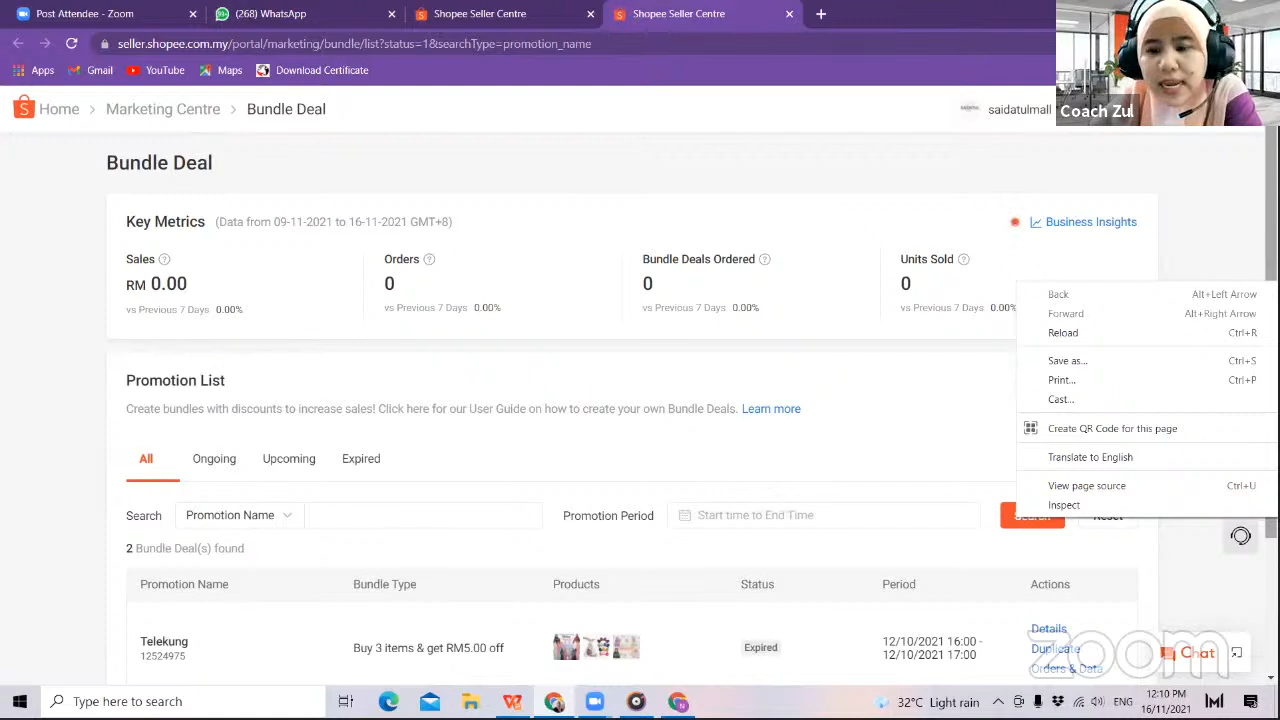 Post Attendee - Zoom
(268) WhatsApp
Shopee Seller Centre
Shopee Seller Centre
seller.shopee.com.my/portal/marketing/bundle/list?status=1&searchType=promotion_name
Apps
Gmail
YouTube
Maps
Download Certificate
Coach Zul
Home > Marketing Centre > Bundle Deal
saidatulmall
Bundle Deal
Key Metrics (Data from 09-11-2021 to 16-11-2021 GMT+8)
Business Insights
Sales
Orders
Bundle Deals Ordered
Units Sold
RM 0.00
0
0
0
vs Previous 7 Days 0.00%
vs Previous 7 Days 0.00%
vs Previous 7 Days 0.00%
vs Previous 7 Days 0.00%
Back Alt+Left Arrow
Forward Alt+Right Arrow
Reload Ctrl+R
Save as... Ctrl+S
Print... Ctrl+P
Cast...
Create QR Code for this page
Translate to English
View page source Ctrl+U
Inspect
Promotion List
Create bundles with discounts to increase sales! Click here for our User Guide on how to create your own Bundle Deals. Learn more
All
Ongoing
Upcoming
Expired
Search
Promotion Name
Promotion Period
Start time to End Time
Search
Reset
2 Bundle Deal(s) found
Promotion Name
Bundle Type
Products
Status
Period
Actions
Telekung
12524975
Buy 3 items & get RM5.00 off
Expired
12/10/2021 16:00 -
12/10/2021 17:00
Details
Duplicate
Orders & Data
zoom
Chat
Type here to search
32°C Light rain
ENG
12:10 PM
16/11/2021